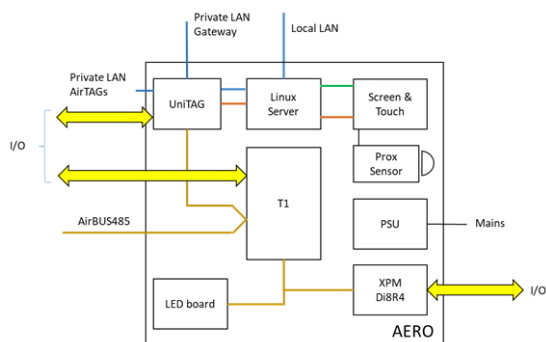 Private LAN
Gateway
Local LAN
Private LAN
AirTAGs
UniTAG
Linux
Server
Screen &
Touch
I/O
Prox
Sensor
T1
AirBUS485
PSU
Mains
LED board
XPM
Di8R4
I/O
AERO